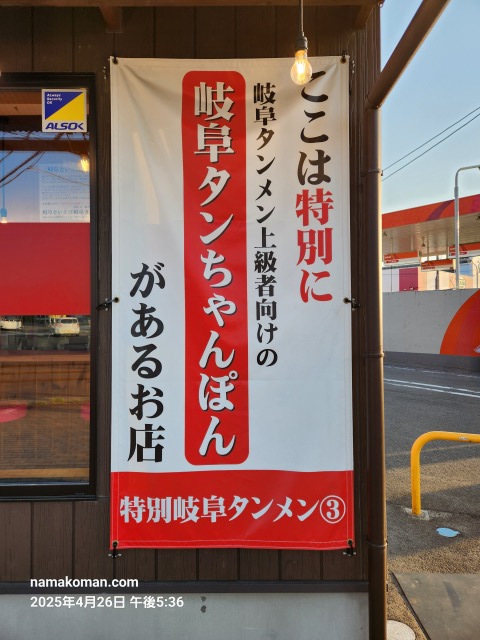 ここは特別に
岐阜タンメン上級者向けの
岐阜タンちゃんぽん
があるお店
特別岐阜タンメン③
Always
Security
OK
ALSOK
namakoman.com
2025年4月26日 午後5:36